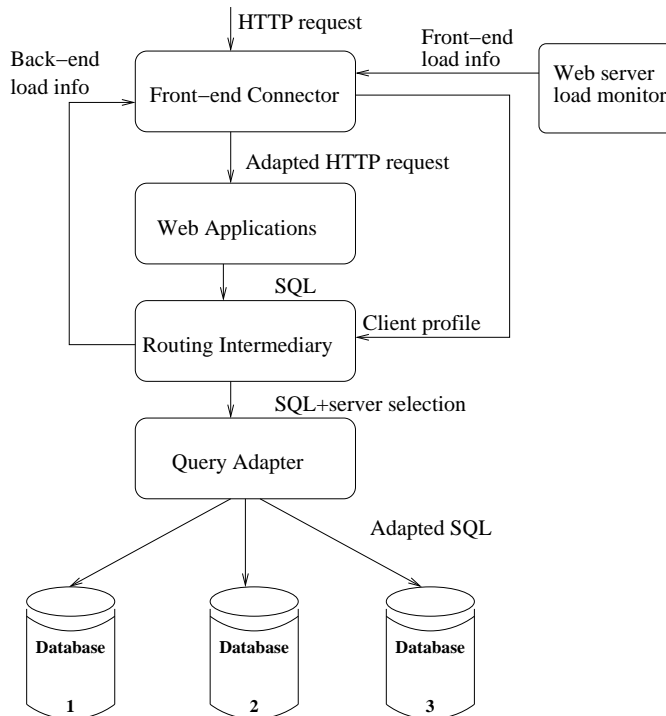 HTTP request
Back−end
load info
Front−end
load info
Web server
load monitor
Front−end Connector
Adapted HTTP request
Web Applications
SQL
Client profile
Routing Intermediary
SQL+server selection
Query Adapter
Adapted SQL
Database
1
Database
2
Database
3